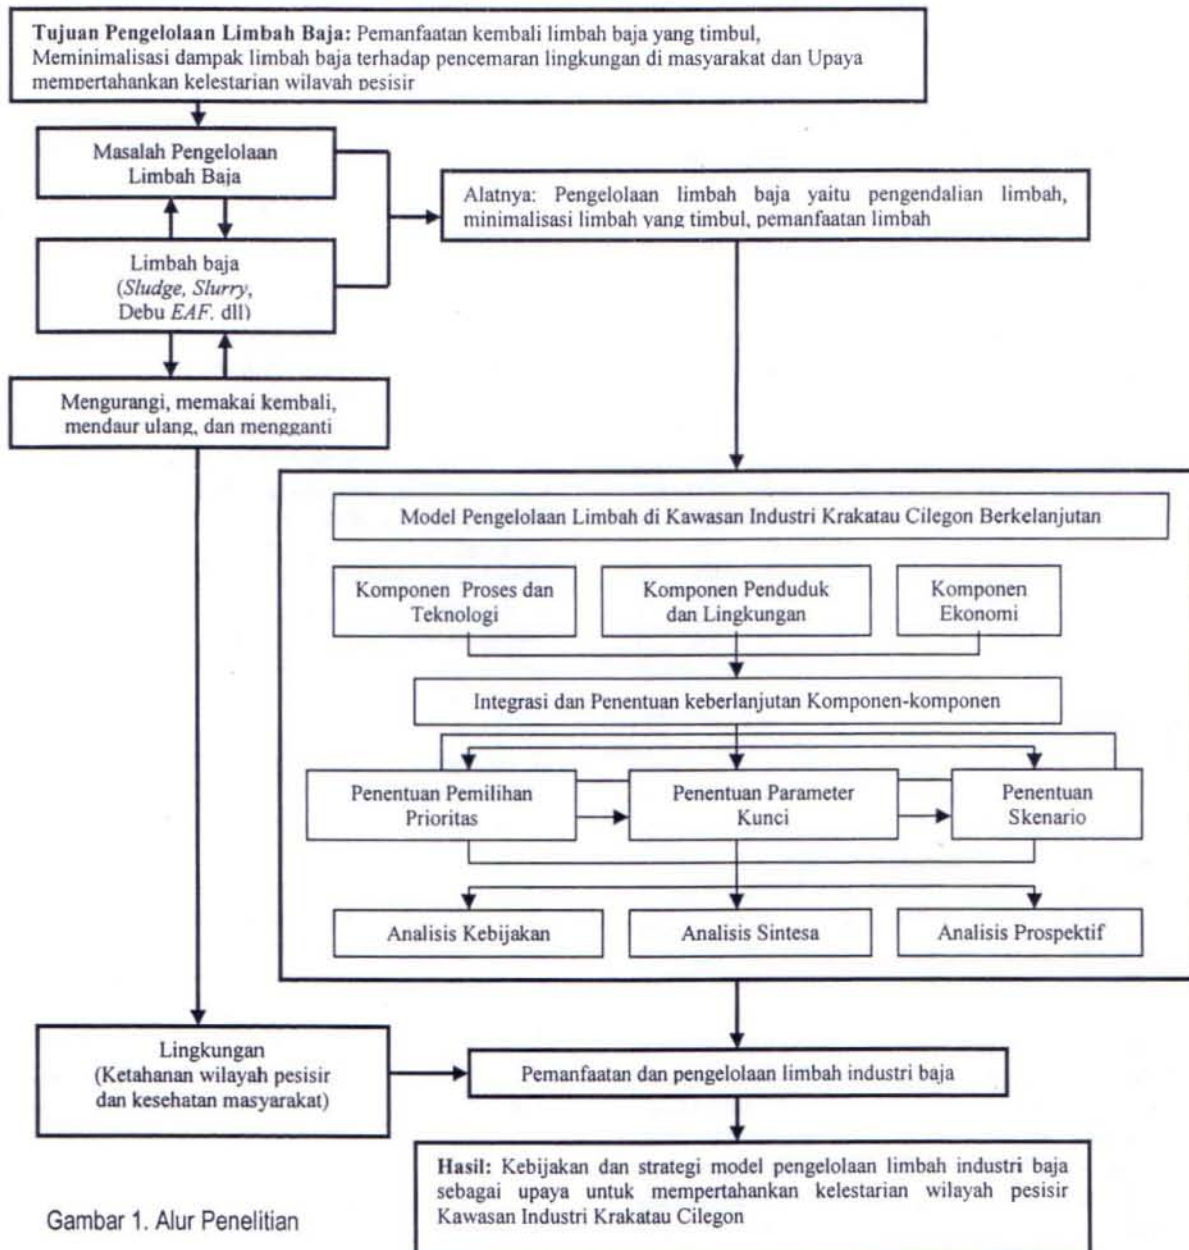 Tujuan Pengelolaan Limbah Baja: Pemanfaatan kembali limbah baja yang timbul,
Meminimalisasi dampak limbah baja terhadap pencemaran lingkungan di masyarakat dan Upaya
mempertahankan kelestarian wilayah pesisir
Masalah Pengelolaan
Limbah Baja
Alatnya: Pengelolaan limbah baja yaitu pengendalian limbah,
minimalisasi limbah yang timbul, pemanfaatan limbah
Limbah baja
(Sludge, Slurry,
Debu EAF, dll)
Mengurangi, memakai kembali,
mendaur ulang, dan mengganti
Model Pengelolaan Limbah di Kawasan Industri Krakatau Cilegon Berkelanjutan
Komponen Proses dan
Teknologi
Komponen Penduduk
dan Lingkungan
Komponen
Ekonomi
Integrasi dan Penentuan keberlanjutan Komponen-komponen
Penentuan Pemilihan
Prioritas
Penentuan Parameter
Kunci
Penentuan
Skenario
Analisis Kebijakan
Analisis Sintesa
Analisis Prospektif
Lingkungan
(Ketahanan wilayah pesisir
dan kesehatan masyarakat)
Pemanfaatan dan pengelolaan limbah industri baja
Hasil: Kebijakan dan strategi model pengelolaan limbah industri baja
sebagai upaya untuk mempertahankan kelestarian wilayah pesisir
Kawasan Industri Krakatau Cilegon
Gambar 1. Alur Penelitian